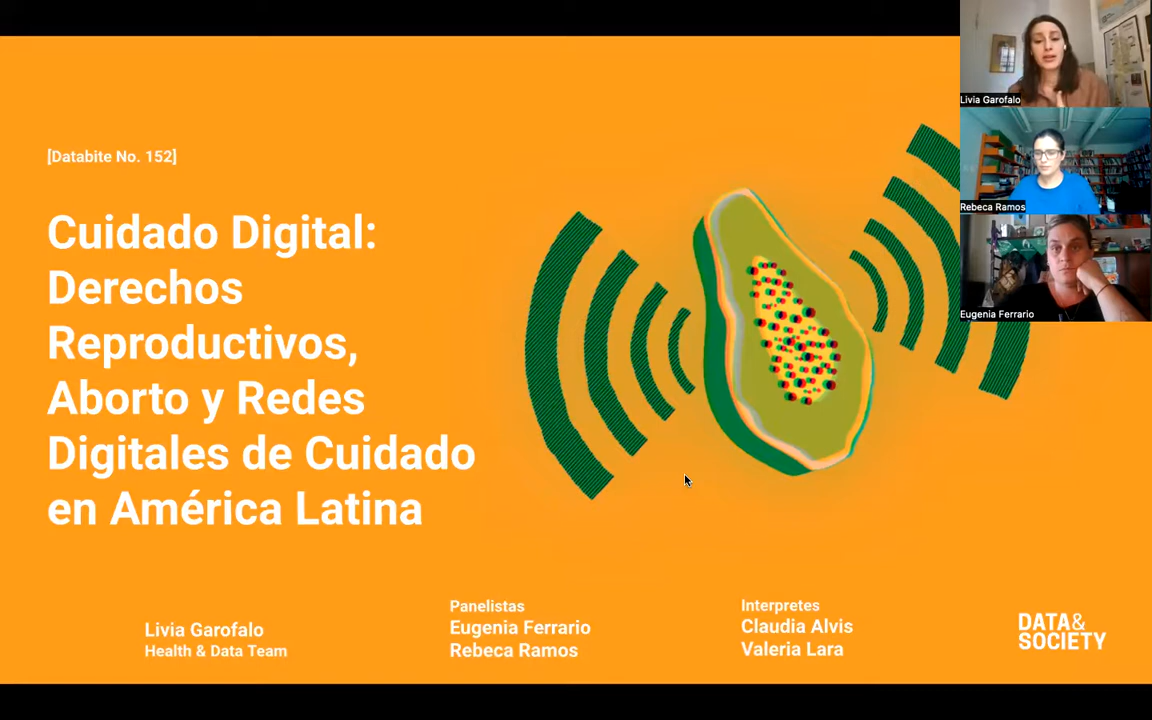 [Databite No. 152]
Cuidado Digital:
Derechos
Reproductivos,
Aborto y Redes
Digitales de Cuidado
en América Latina
Livia Garofalo
Health & Data Team
Panelistas
Eugenia Ferrario
Rebeca Ramos
Interpretes
Claudia Alvis
Valeria Lara
DATA&
SOCIETY
Livia Garofalo
Rebeca Ramos
Eugenia Ferrario